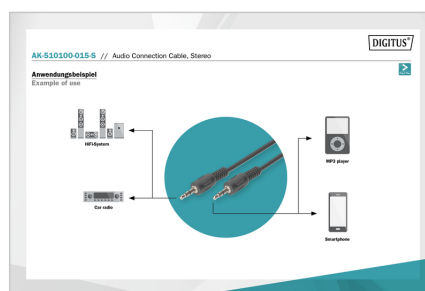 DIGITUS®
AK-510100-015-S // Audio Connection Cable, Stereo
Anwendungsbeispiel
Example of use
HiFi-System
MP3 player
Car radio
Smartphone